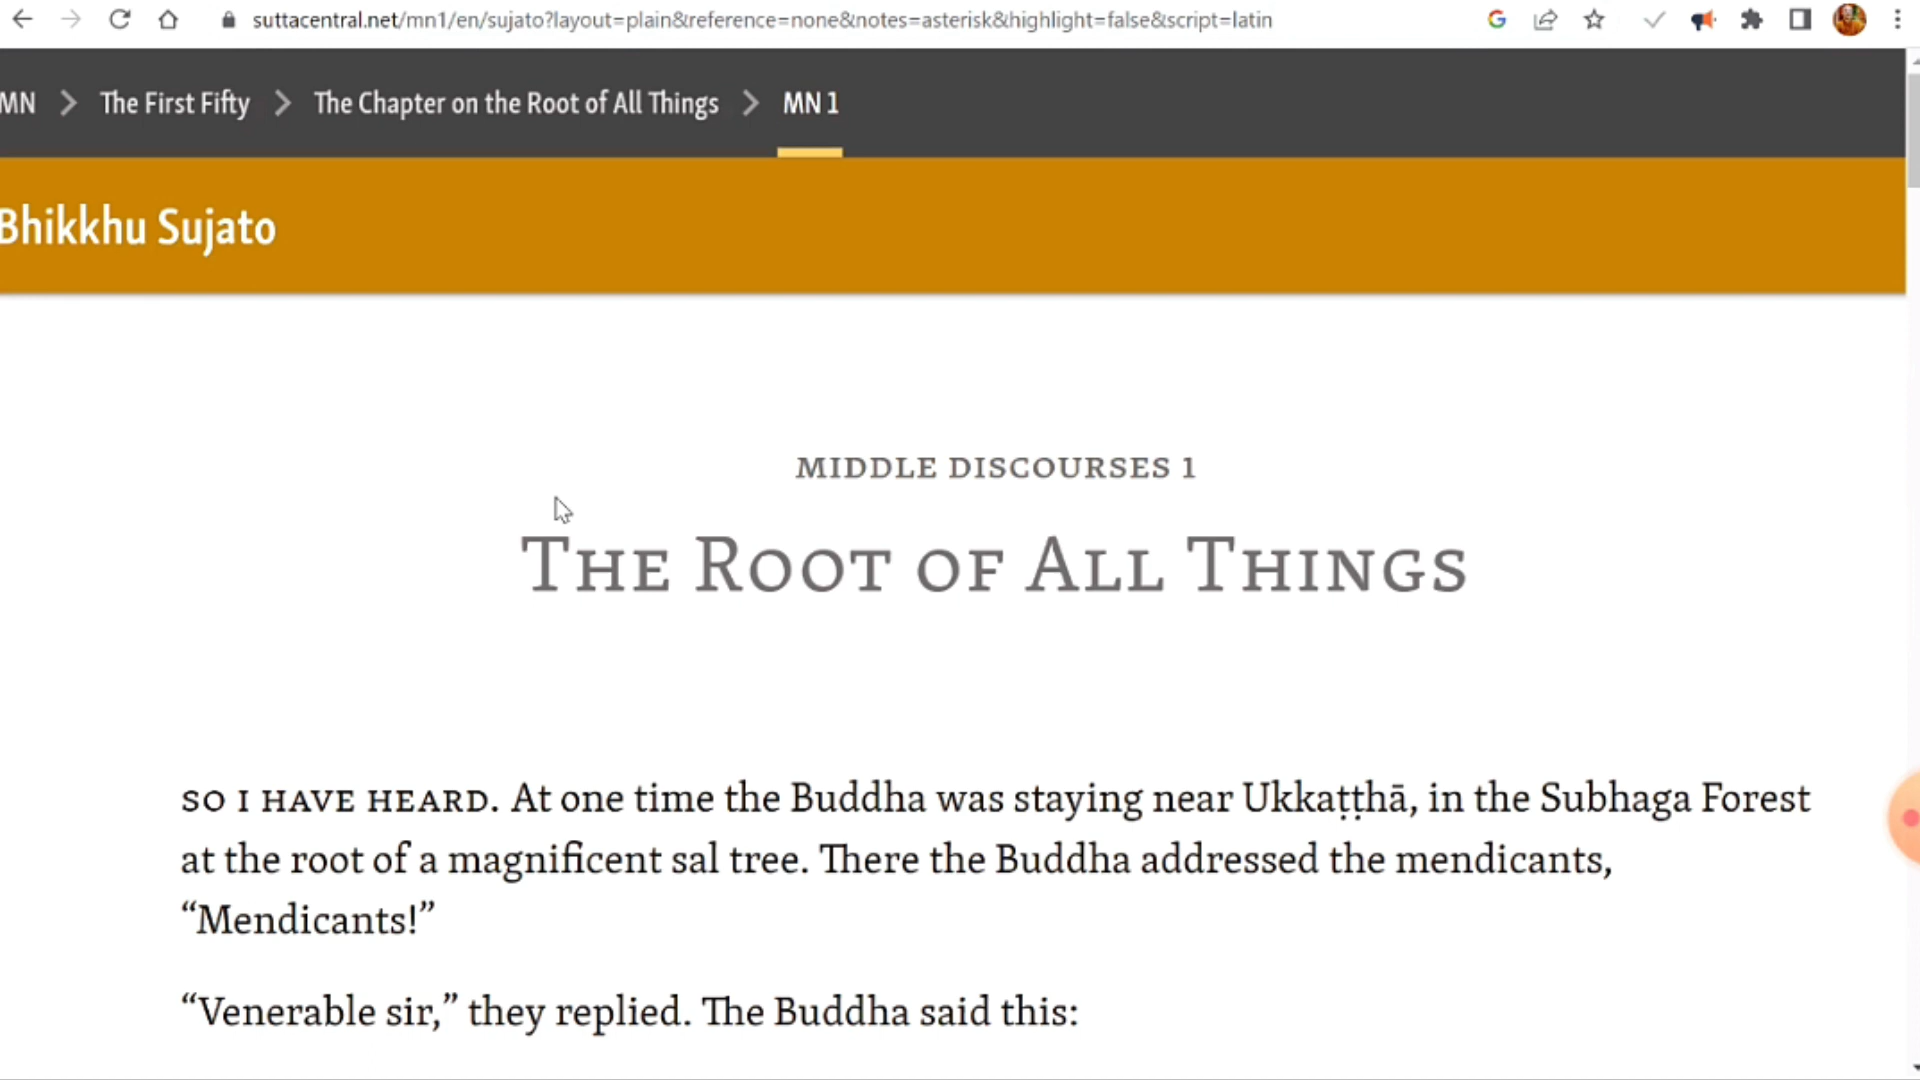 suttacentral.net/mn1/en/sujato?layout=plain&reference=none&notes=asterisk&highlight=false&script=latin
MN > The First Fifty > The Chapter on the Root of All Things > MN 1
Bhikkhu Sujato
MIDDLE DISCOURSES 1
THE ROOT OF ALL THINGS
SO I HAVE HEARD. At one time the Buddha was staying near Ukkaṭṭhā, in the Subhaga Forest
at the root of a magnificent sal tree. There the Buddha addressed the mendicants,
“Mendicants!”
“Venerable sir,” they replied. The Buddha said this: